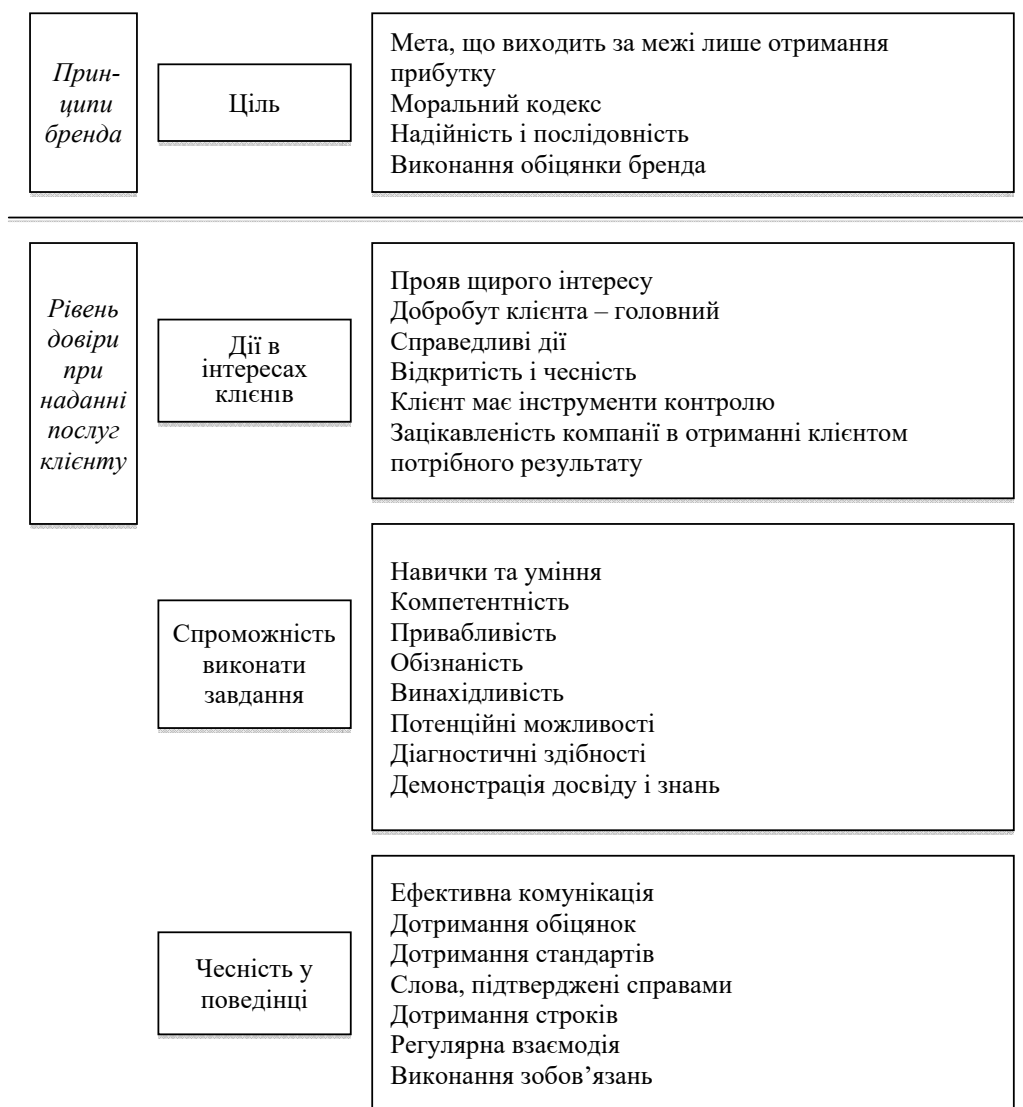 Прин-
ципи
бренда
Ціль
Мета, що виходить за межі лише отримання
прибутку
Моральний кодекс
Надійність і послідовність
Виконання обіцянки бренда
Рівень
довіри
при
наданні
послуг
клієнту
Дії в
інтересах
клієнів
Прояв щирого інтересу
Добробут клієнта – головний
Справедливі дії
Відкритість і чесність
Клієнт має інструменти контролю
Зацікавленість компанії в отриманні клієнтом
потрібного результату
Спроможність
виконати
завдання
Навички та уміння
Компетентність
Привабливість
Обізнаність
Винахідливість
Потенційні можливості
Діагностичні здібності
Демонстрація досвіду і знань
Чесність у
поведінці
Ефективна комунікація
Дотримання обіцянок
Дотримання стандартів
Слова, підтверджені справами
Дотримання строків
Регулярна взаємодія
Виконання зобов’язань